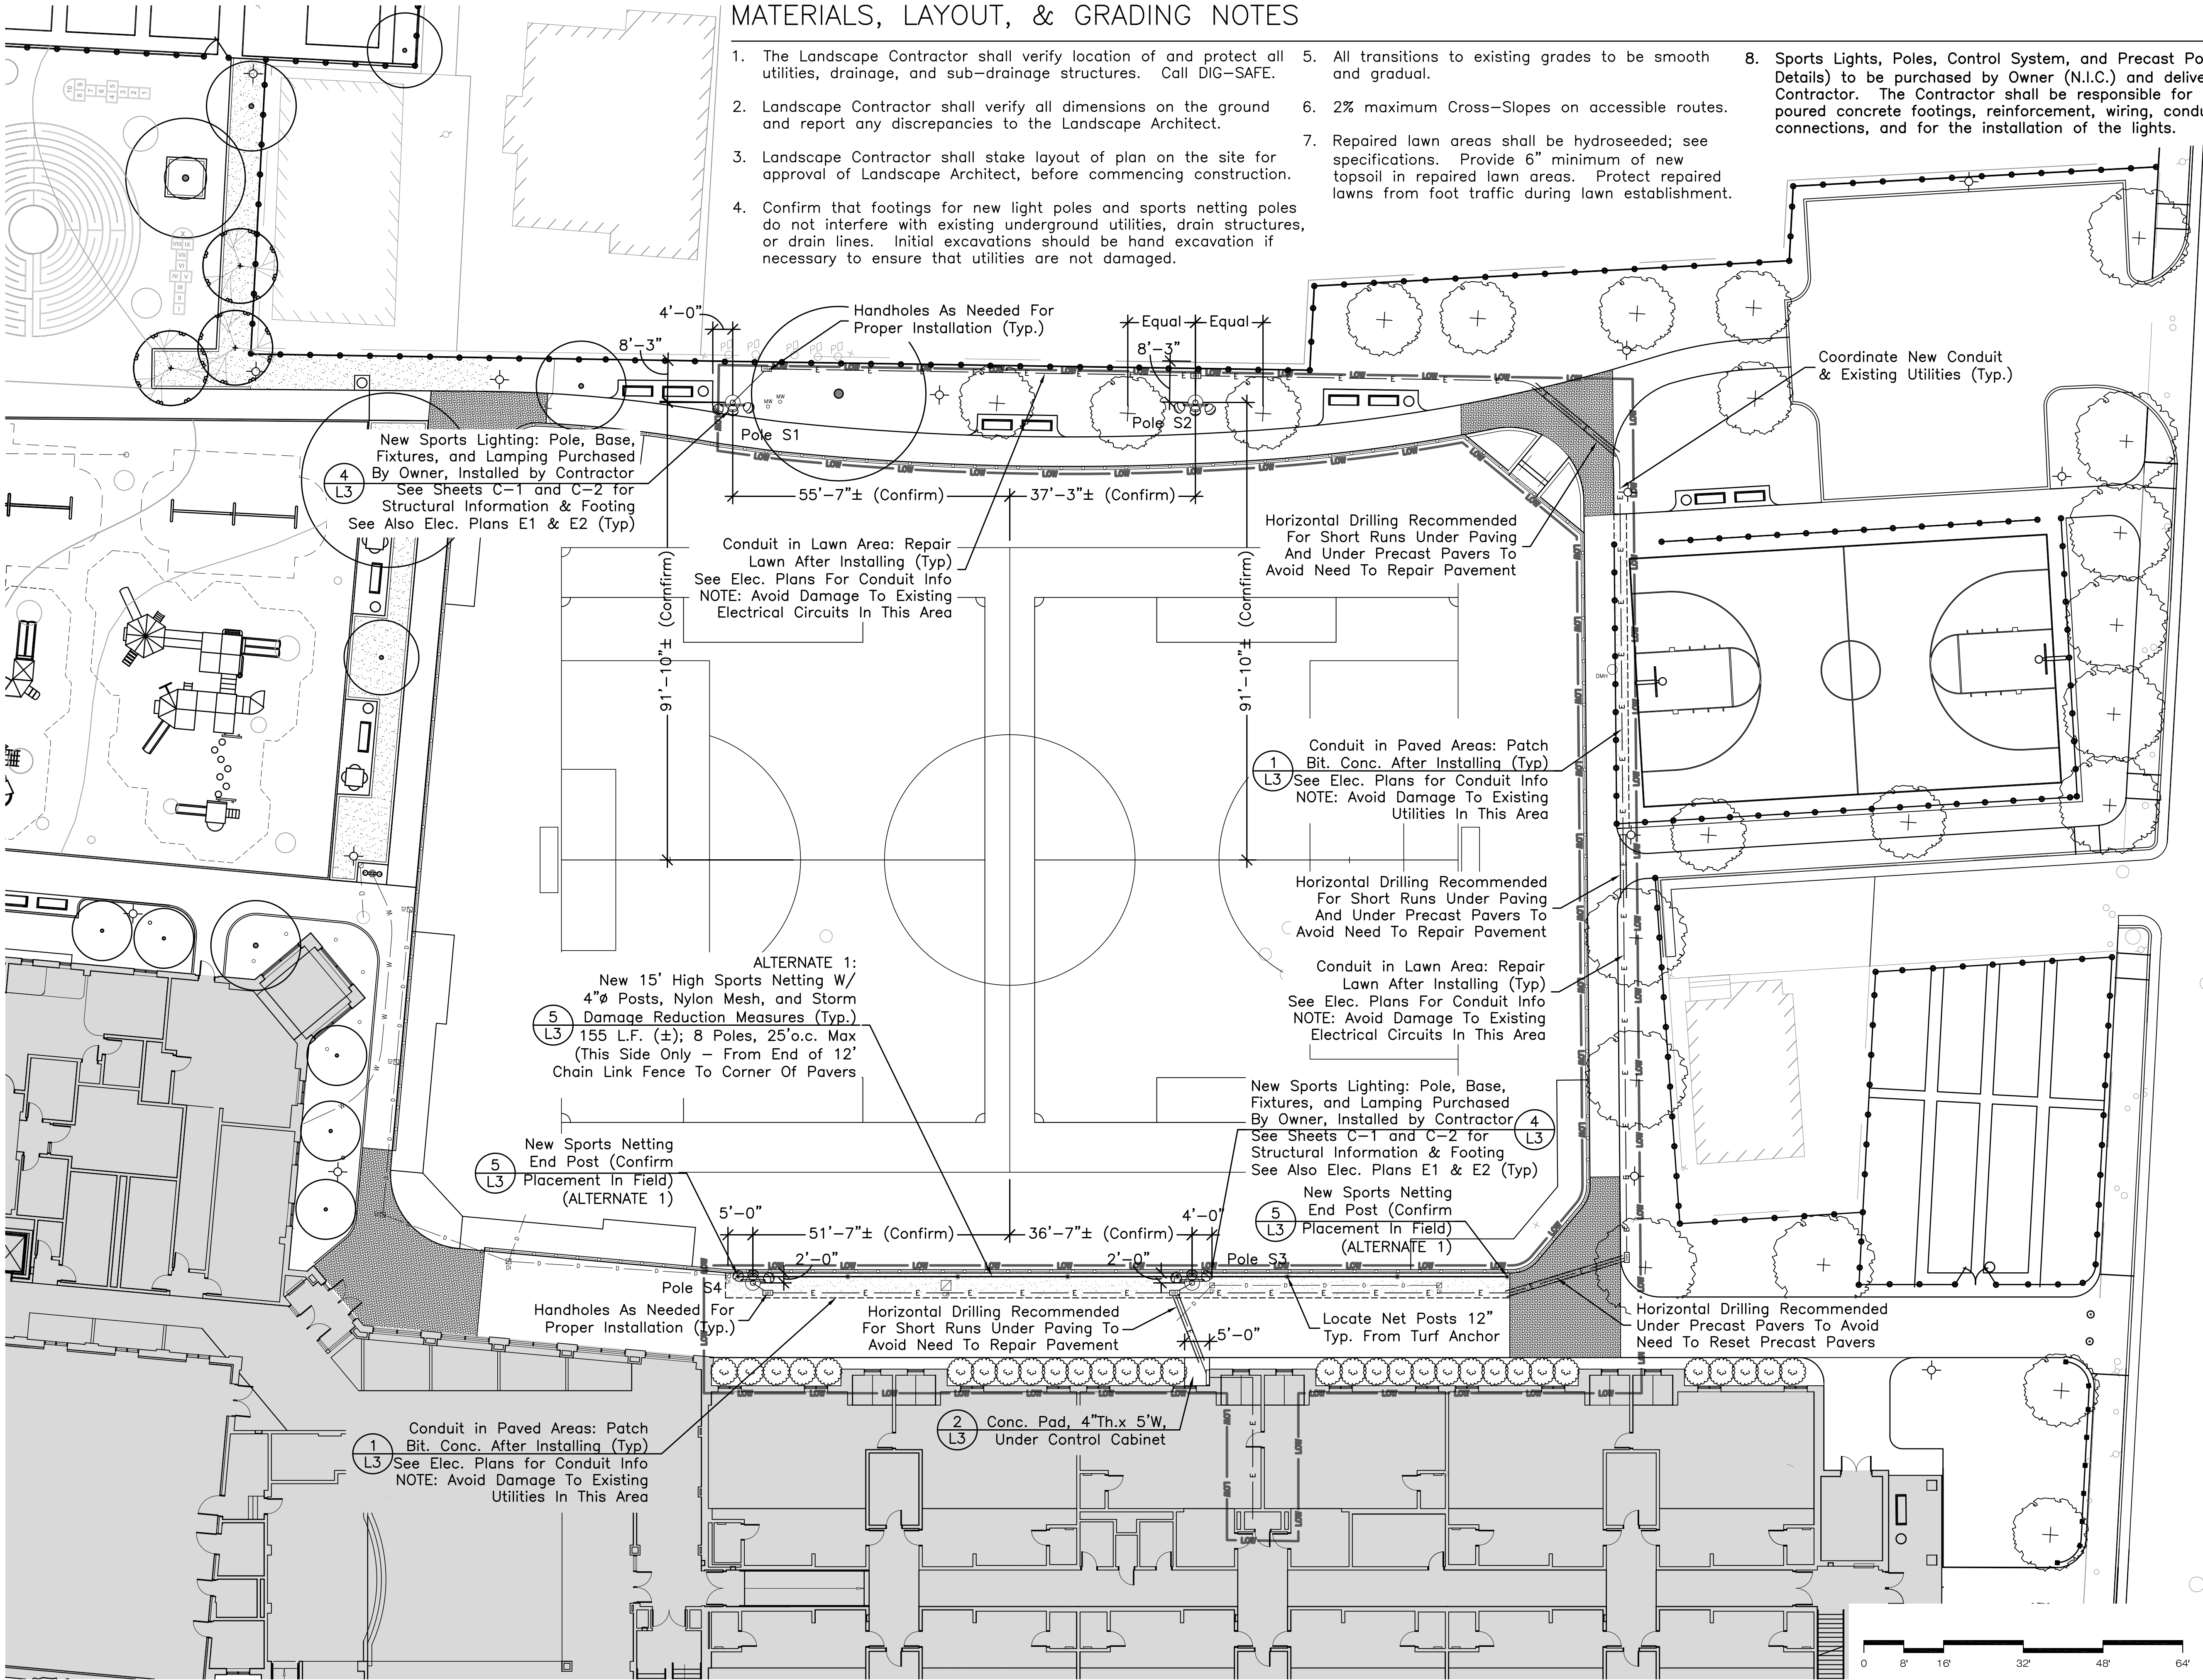 MATERIALS, LAYOUT, & GRADING NOTES
1. The Landscape Contractor shall verify location of and protect all
utilities, drainage, and sub-drainage structures. Call DIG-SAFE.
2. Landscape Contractor shall verify all dimensions on the ground
and report any discrepancies to the Landscape Architect.
3. Landscape Contractor shall stake layout of plan on the site for
approval of Landscape Architect, before commencing construction.
4. Confirm that footings for new light poles and sports netting poles
do not interfere with existing underground utilities, drain structures,
or drain lines. Initial excavations should be hand excavation if
necessary to ensure that utilities are not damaged.
5. All transitions to existing grades to be smooth
and gradual.
6. 2% maximum Cross-Slopes on accessible routes.
7. Repaired lawn areas shall be hydroseeded; see
specifications. Provide 6" minimum of new
topsoil in repaired lawn areas. Protect repaired
lawns from foot traffic during lawn establishment.
8. Sports Lights, Poles, Control System, and Precast Po
Details) to be purchased by Owner (N.I.C.) and delive
Contractor. The Contractor shall be responsible for
poured concrete footings, reinforcement, wiring, condu
connections, and for the installation of the lights.
4'-0"
8'-3"
Handholes As Needed For
Proper Installation (Typ.)
Equal
Equal
8'-3"
Coordinate New Conduit
& Existing Utilities (Typ.)
MW
MW
Pole S1
Pole S2
New Sports Lighting: Pole, Base,
Fixtures, and Lamping Purchased
By Owner, Installed by Contractor
See Sheets C-1 and C-2 for
Structural Information & Footing
See Also Elec. Plans E1 & E2 (Typ)
4
L3
55'-7"± (Confirm)
37'-3"± (Confirm)
Conduit in Lawn Area: Repair
Lawn After Installing (Typ)
See Elec. Plans For Conduit Info
NOTE: Avoid Damage To Existing
Electrical Circuits In This Area
Horizontal Drilling Recommended
For Short Runs Under Paving
And Under Precast Pavers To
Avoid Need To Repair Pavement
91'-10"± (Confirm)
91'-10"± (Confirm)
DMH
1
L3
Conduit in Paved Areas: Patch
Bit. Conc. After Installing (Typ)
See Elec. Plans for Conduit Info
NOTE: Avoid Damage To Existing
Utilities In This Area
Horizontal Drilling Recommended
For Short Runs Under Paving
And Under Precast Pavers To
Avoid Need To Repair Pavement
Conduit in Lawn Area: Repair
Lawn After Installing (Typ)
See Elec. Plans For Conduit Info
NOTE: Avoid Damage To Existing
Electrical Circuits In This Area
ALTERNATE 1:
New 15' High Sports Netting W/
4"ø Posts, Nylon Mesh, and Storm
Damage Reduction Measures (Typ.)
155 L.F. (±); 8 Poles, 25'o.c. Max
(This Side Only - From End of 12'
Chain Link Fence To Corner Of Pavers
5
L3
New Sports Lighting: Pole, Base,
Fixtures, and Lamping Purchased
By Owner, Installed by Contractor
See Sheets C-1 and C-2 for
Structural Information & Footing
See Also Elec. Plans E1 & E2 (Typ)
4
L3
New Sports Netting
End Post (Confirm
Placement In Field)
(ALTERNATE 1)
5
L3
New Sports Netting
End Post (Confirm
Placement In Field)
(ALTERNATE 1)
5
L3
5'-0"
51'-7"± (Confirm)
36'-7"± (Confirm)
4'-0"
2'-0"
2'-0"
Pole S3
Pole S4
Handholes As Needed For
Proper Installation (Typ.)
Horizontal Drilling Recommended
For Short Runs Under Paving To
Avoid Need To Repair Pavement
5'-0"
Locate Net Posts 12"
Typ. From Turf Anchor
Horizontal Drilling Recommended
Under Precast Pavers To Avoid
Need To Reset Precast Pavers
2
L3
Conc. Pad, 4"Th.x 5'W,
Under Control Cabinet
1
L3
Conduit in Paved Areas: Patch
Bit. Conc. After Installing (Typ)
See Elec. Plans for Conduit Info
NOTE: Avoid Damage To Existing
Utilities In This Area
0 8' 16' 32' 48' 64'